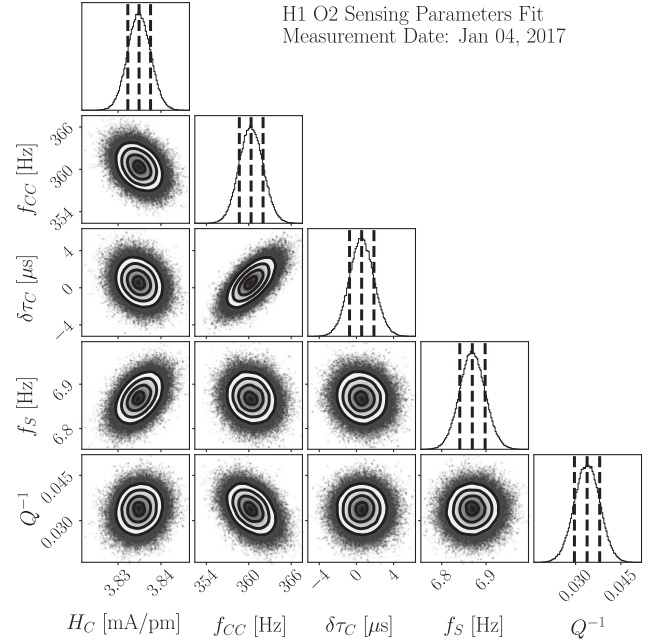 H1 O2 Sensing Parameters Fit
Measurement Date: Jan 04, 2017
366
360
354
f_CC [Hz]
4
0
−4
δτ_C [μs]
6.9
6.8
f_S [Hz]
0.045
0.030
Q⁻¹
3.83 3.84 354 360 366 −4 0 4 6.8 6.9 0.030 0.045
H_C [mA/pm] f_CC [Hz] δτ_C [μs] f_S [Hz] Q⁻¹